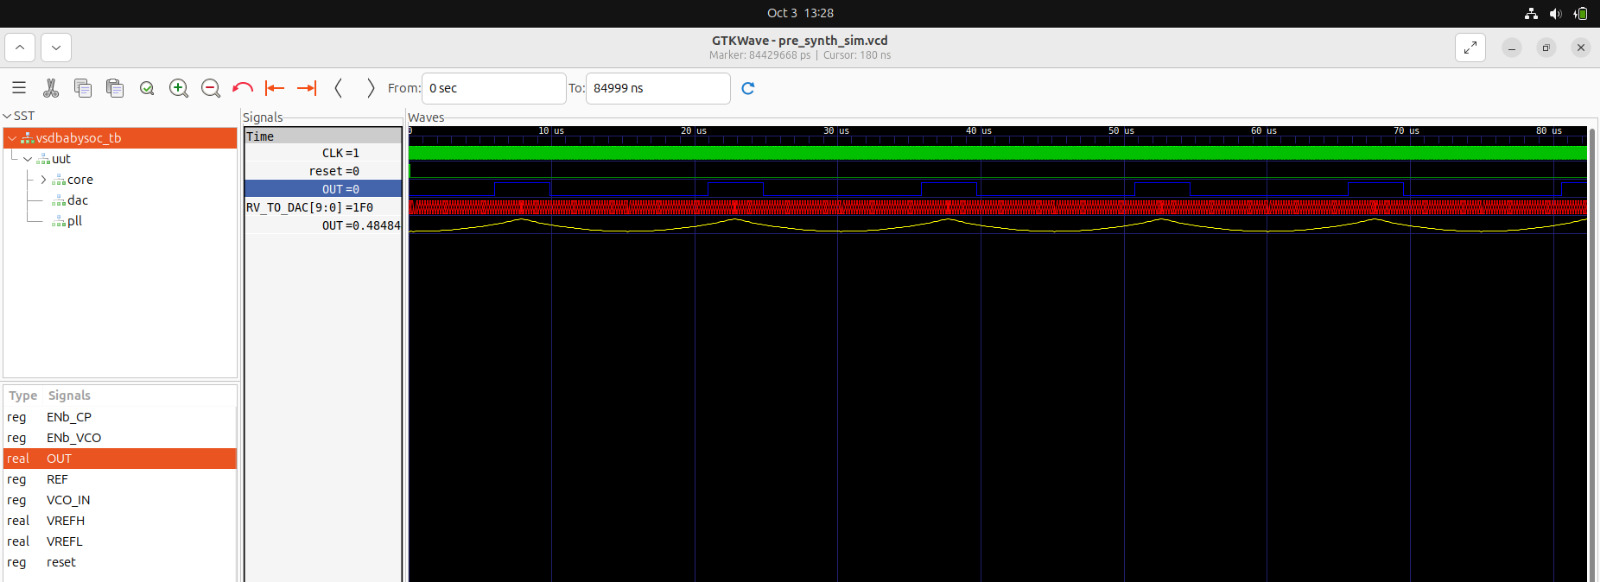 Oct 3 13:28
GTKWave - pre_synth_sim.vcd
Marker: 84429668 ps | Cursor: 180 ns
From: 0 sec To: 84999 ns
SST
vsdbabysoc_tb
uut
core
dac
pll
Type Signals
reg ENb_CP
reg ENb_VCO
real OUT
reg REF
reg VCO_IN
real VREFH
real VREFL
reg reset
Signals
Time
CLK=1
reset=0
OUT=0
RV_TO_DAC[9:0]=1F0
OUT=0.48484
Waves
0 10 us 20 us 30 us 40 us 50 us 60 us 70 us 80 us